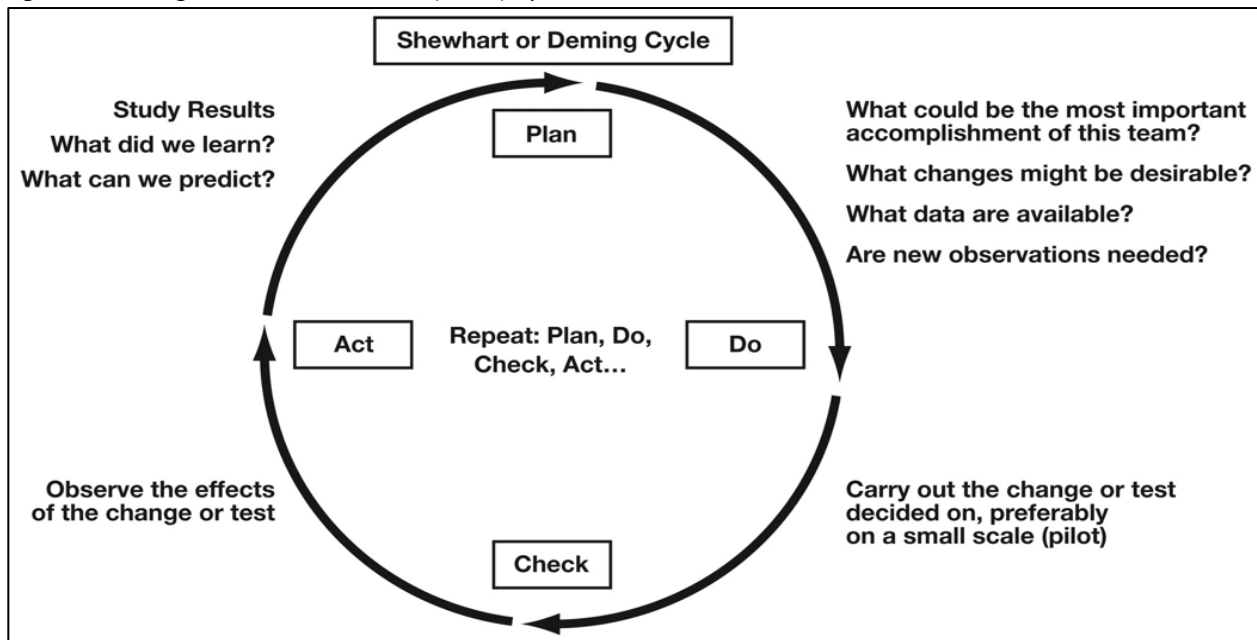 Shewhart or Deming Cycle
Plan
What could be the most important
accomplishment of this team?
What changes might be desirable?
What data are available?
Are new observations needed?
Do
Carry out the change or test
decided on, preferably
on a small scale (pilot)
Check
Observe the effects
of the change or test
Act
Study Results
What did we learn?
What can we predict?
Repeat: Plan, Do,
Check, Act...